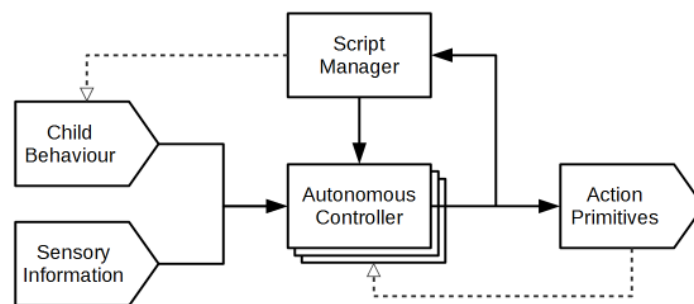 Script
Manager
Child
Behaviour
Autonomous
Controller
Action
Primitives
Sensory
Information